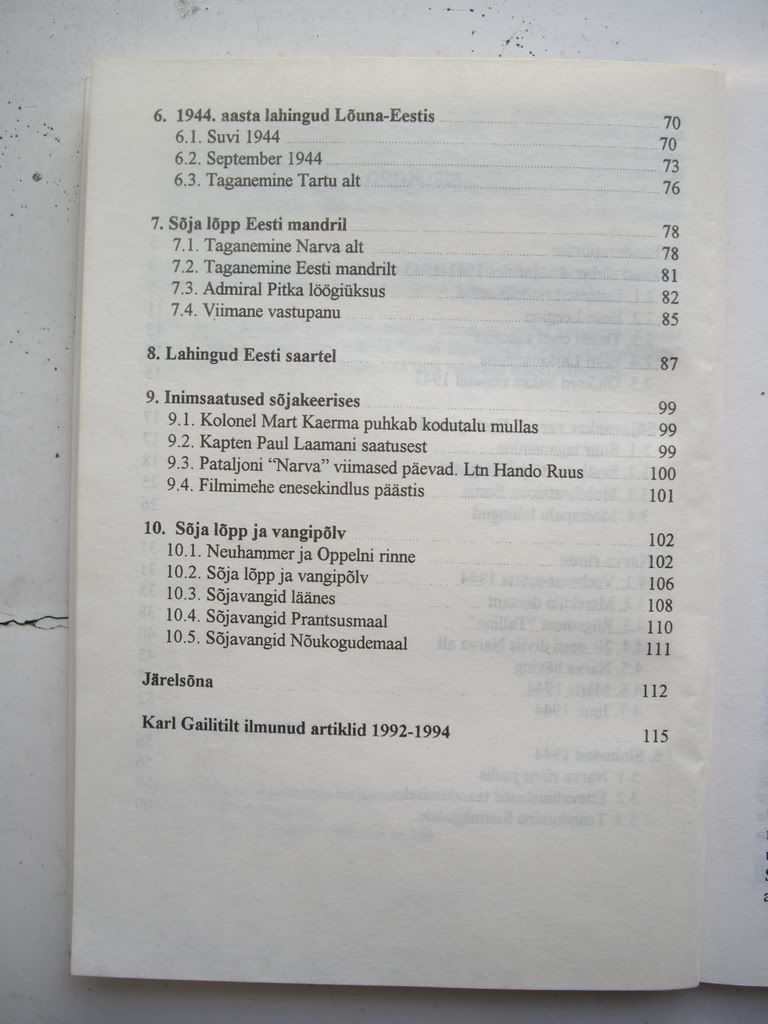 6. 1944. aasta lahingud Lõuna-Eestis 70
6.1. Suvi 1944 70
6.2. September 1944 73
6.3. Taganemine Tartu alt 76
7. Sõja lõpp Eesti mandril 78
7.1. Taganemine Narva alt 78
7.2. Taganemine Eesti mandrilt 81
7.3. Admiral Pitka löögiüksus 82
7.4. Viimane vastupanu 85
8. Lahingud Eesti saartel 87
9. Inimsaatused sõjakeerises 99
9.1. Kolonel Mart Kaerma puhkab kodutalu mullas 99
9.2. Kapten Paul Laamani saatusest 99
9.3. Pataljoni “Narva” viimased päevad. Ltn Hando Ruus 100
9.4. Filmimehe enesekindlus päästis 101
10. Sõja lõpp ja vangipõlv 102
10.1. Neuhammer ja Oppelni rinne 102
10.2. Sõja lõpp ja vangipõlv 106
10.3. Sõjavangid läänes 108
10.4. Sõjavangid Prantsusmaal 110
10.5. Sõjavangid Nõukogudemaal 111
Järelsõna 112
Karl Gailitilt ilmunud artiklid 1992-1994 115